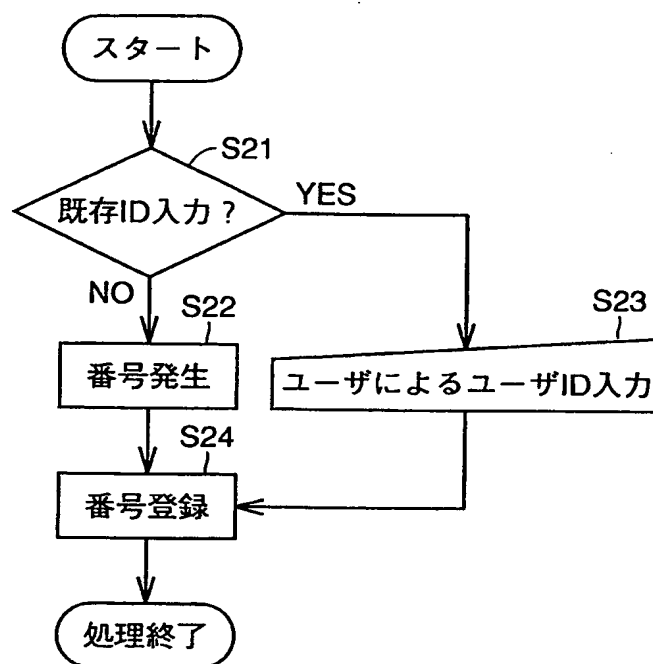 スタート
S21
既存ID入力？
YES
NO
S22
番号発生
S23
ユーザによるユーザID入力
S24
番号登録
処理終了